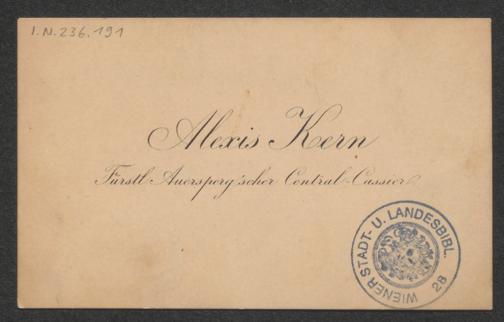 I.N.236.191
Alexis Kern
Fürstl. Auersperg'scher Central-Cassier
WIENER STADT- U. LANDESBIBL. 28